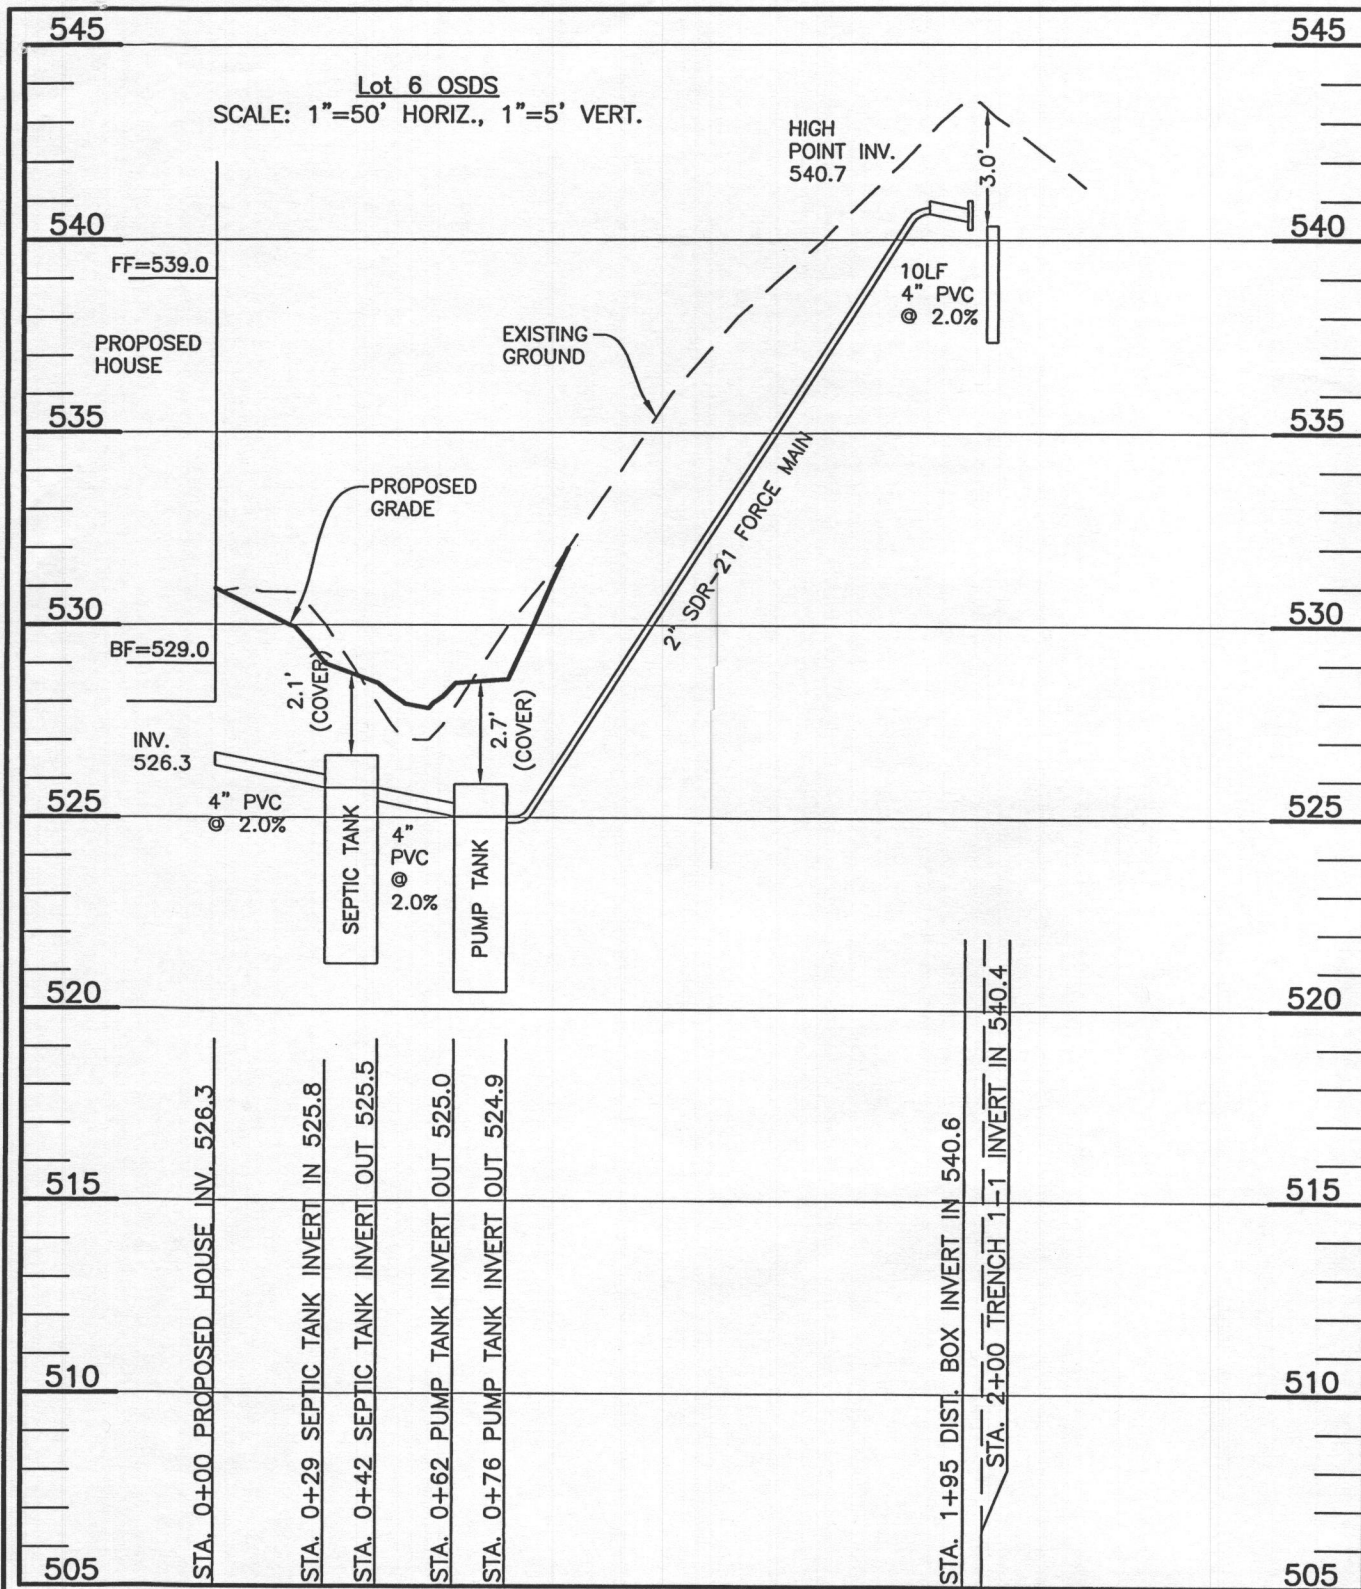 545
545
Lot 6 OSDS
SCALE: 1"=50' HORIZ., 1"=5' VERT.
HIGH
POINT INV.
540.7
3.0'
540
540
FF=539.0
10LF
4" PVC
@ 2.0%
PROPOSED
HOUSE
EXISTING
GROUND
535
535
PROPOSED
GRADE
2" SDR-21 FORCE MAIN
530
530
BF=529.0
2.1'
(COVER)
2.7'
(COVER)
INV.
526.3
525
525
4" PVC
@ 2.0%
4"
PVC
@
2.0%
SEPTIC TANK
PUMP TANK
520
520
STA. 0+00 PROPOSED HOUSE INV. 526.3
STA. 0+29 SEPTIC TANK INVERT IN 525.8
STA. 0+42 SEPTIC TANK INVERT OUT 525.5
STA. 0+62 PUMP TANK INVERT OUT 525.0
STA. 0+76 PUMP TANK INVERT OUT 524.9
STA. 1+95 DIST. BOX INVERT IN 540.6
STA. 2+00 TRENCH 1-1 INVERT IN 540.4
515
515
510
510
505
505